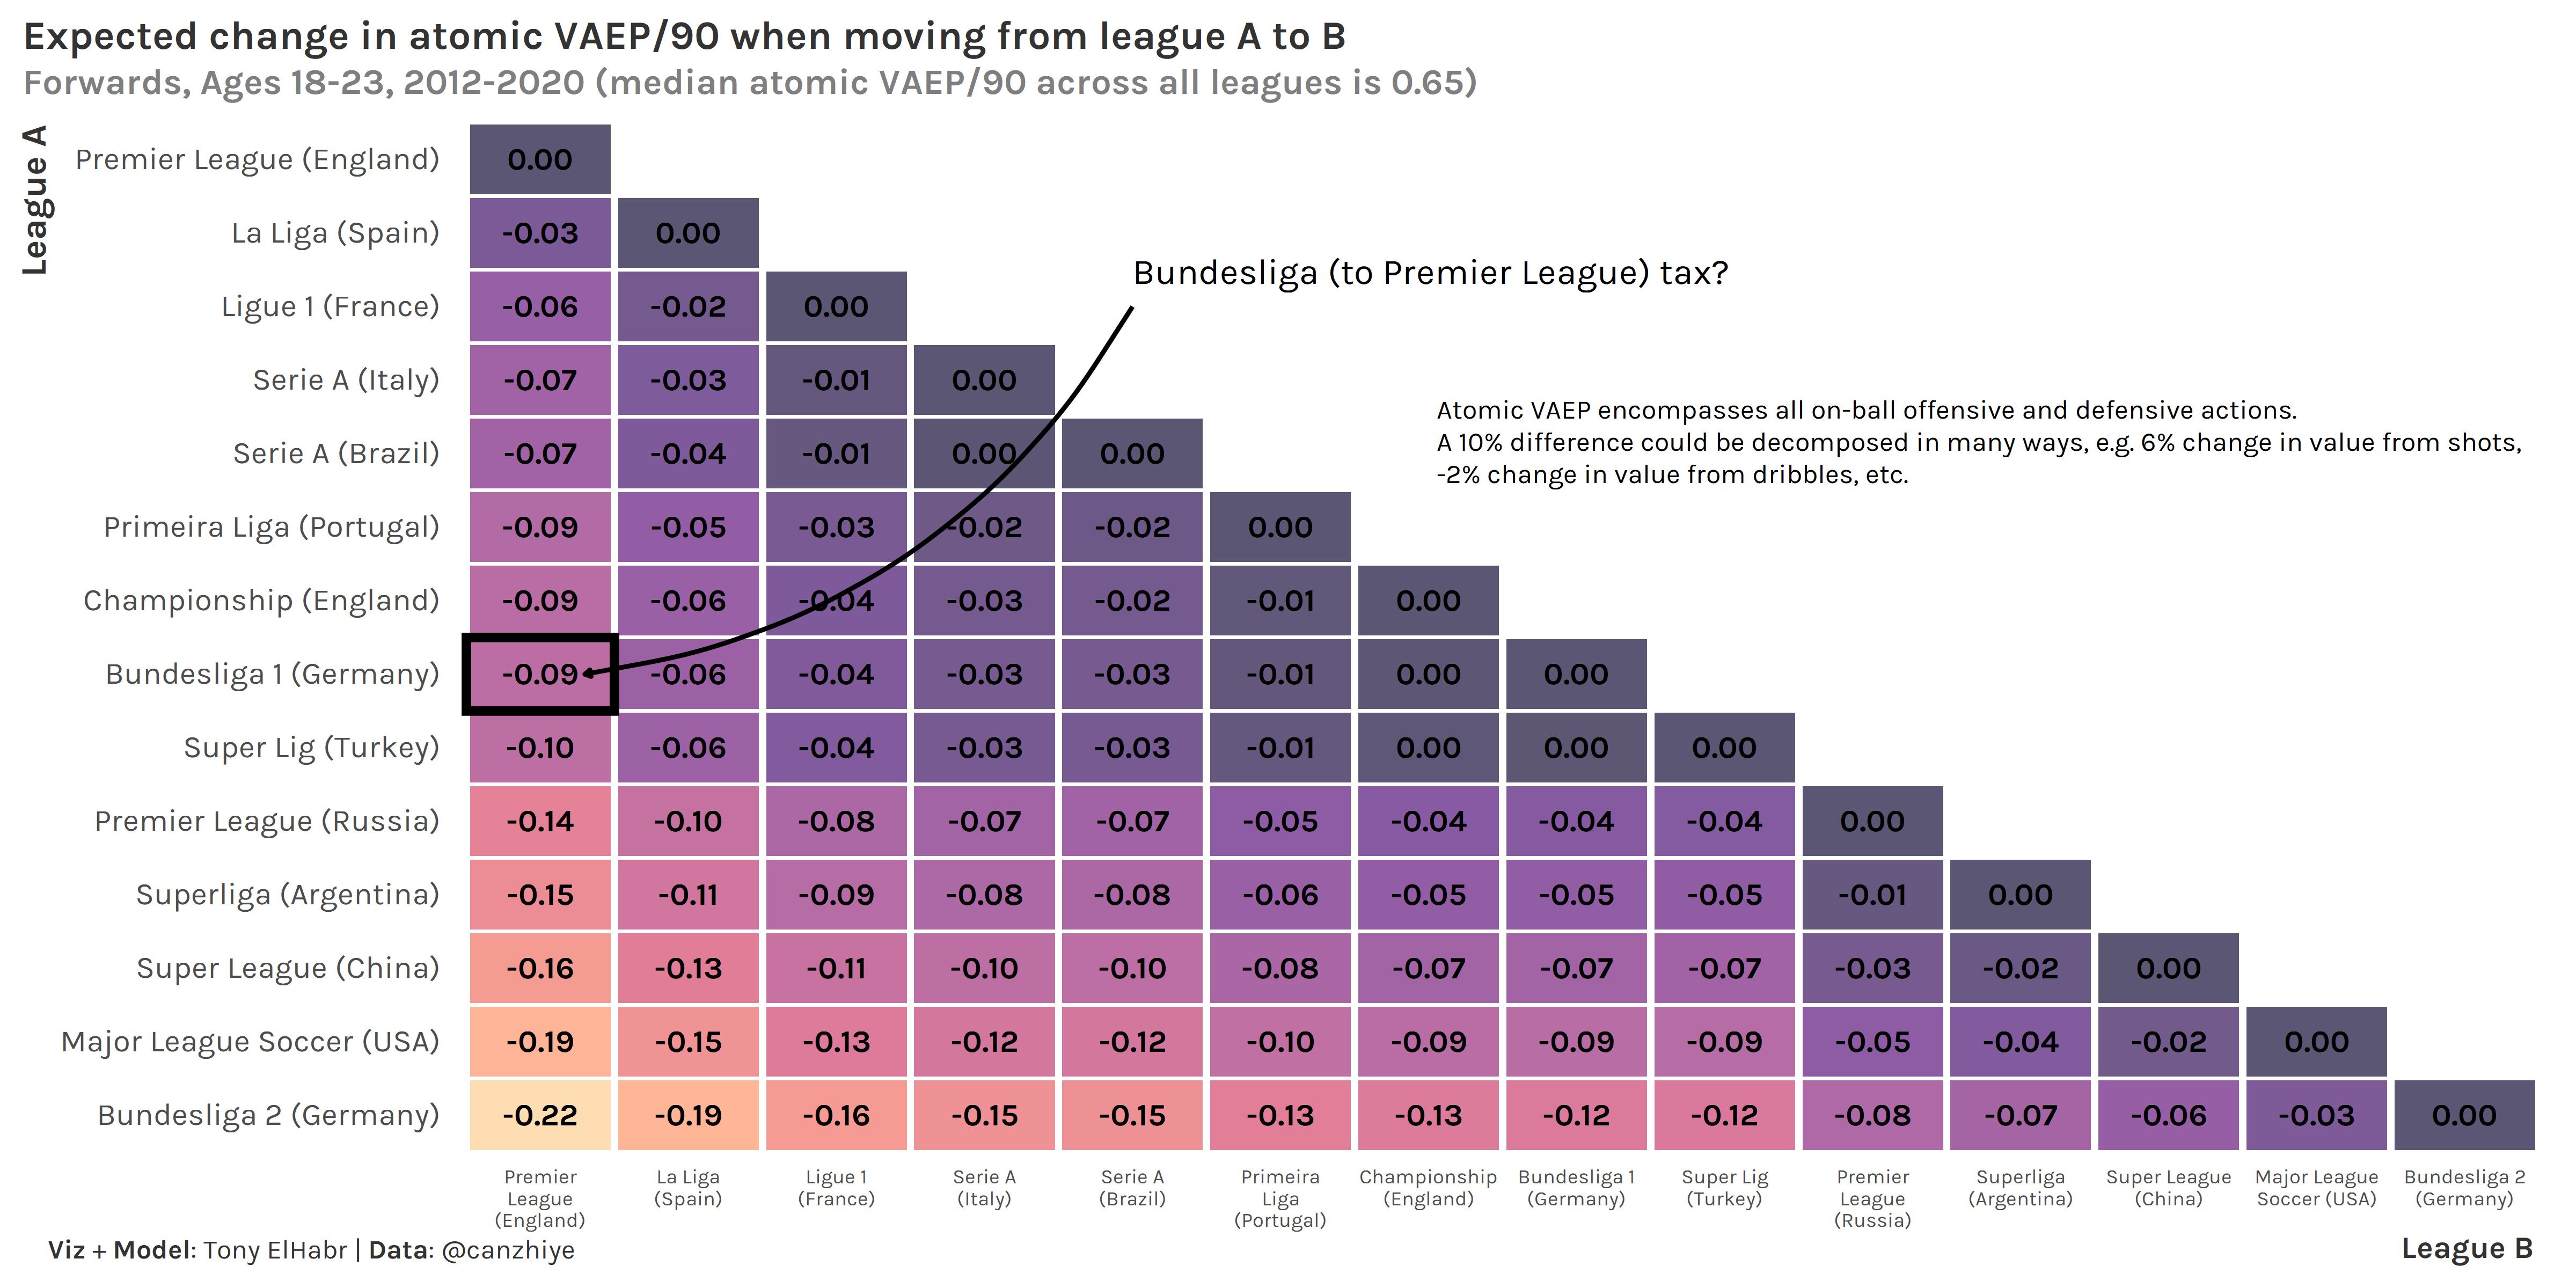 Expected change in atomic VAEP/90 when moving from league A to B
Forwards, Ages 18-23, 2012-2020 (median atomic VAEP/90 across all leagues is 0.65)
League A
Premier League (England) 0.00
La Liga (Spain) -0.03 0.00
Bundesliga (to Premier League) tax?
Ligue 1 (France) -0.06 -0.02 0.00
Serie A (Italy) -0.07 -0.03 -0.01 0.00
Atomic VAEP encompasses all on-ball offensive and defensive actions.
A 10% difference could be decomposed in many ways, e.g. 6% change in value from shots,
-2% change in value from dribbles, etc.
Serie A (Brazil) -0.07 -0.04 -0.01 0.00 0.00
Primeira Liga (Portugal) -0.09 -0.05 -0.03 -0.02 -0.02 0.00
Championship (England) -0.09 -0.06 -0.04 -0.03 -0.02 -0.01 0.00
Bundesliga 1 (Germany) -0.09 -0.06 -0.04 -0.03 -0.03 -0.01 0.00 0.00
Super Lig (Turkey) -0.10 -0.06 -0.04 -0.03 -0.03 -0.01 0.00 0.00 0.00
Premier League (Russia) -0.14 -0.10 -0.08 -0.07 -0.07 -0.05 -0.04 -0.04 -0.04 0.00
Superliga (Argentina) -0.15 -0.11 -0.09 -0.08 -0.08 -0.06 -0.05 -0.05 -0.05 -0.01 0.00
Super League (China) -0.16 -0.13 -0.11 -0.10 -0.10 -0.08 -0.07 -0.07 -0.07 -0.03 -0.02 0.00
Major League Soccer (USA) -0.19 -0.15 -0.13 -0.12 -0.12 -0.10 -0.09 -0.09 -0.09 -0.05 -0.04 -0.02 0.00
Bundesliga 2 (Germany) -0.22 -0.19 -0.16 -0.15 -0.15 -0.13 -0.13 -0.12 -0.12 -0.08 -0.07 -0.06 -0.03 0.00
Premier La Liga Ligue 1 Serie A Serie A Primeira Championship Bundesliga 1 Super Lig Premier Superliga Super League Major League Bundesliga 2
League (Spain) (France) (Italy) (Brazil) Liga (England) (Germany) (Turkey) League (Argentina) (China) Soccer (USA) (Germany)
(England) (Portugal) (Russia)
Viz + Model: Tony ElHabr | Data: @canzhiye
League B